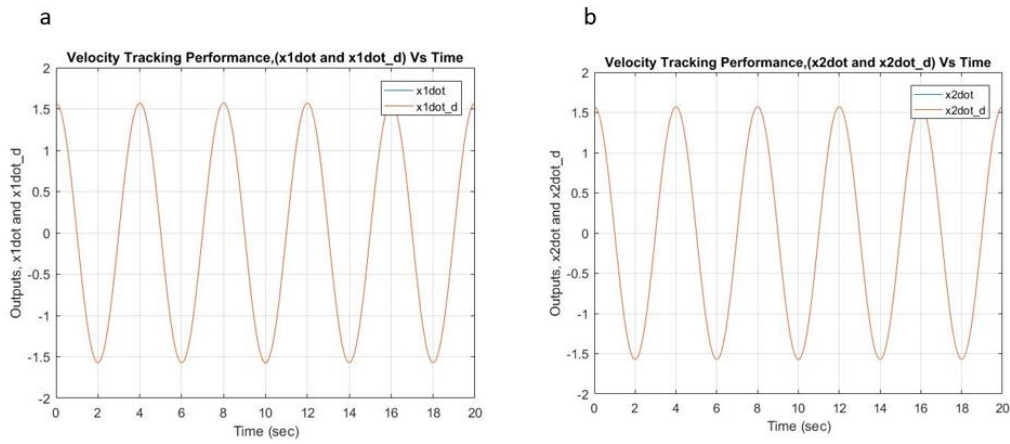 a
Velocity Tracking Performance,(x1dot and x1dot_d) Vs Time
x1dot
x1dot_d
2
1.5
1
0.5
0
-0.5
-1
-1.5
-2
Outputs, x1dot and x1dot_d
0 2 4 6 8 10 12 14 16 18 20
Time (sec)
b
Velocity Tracking Performance,(x2dot and x2dot_d) Vs Time
x2dot
x2dot_d
2
1.5
1
0.5
0
-0.5
-1
-1.5
-2
Outputs, x2dot and x2dot_d
0 2 4 6 8 10 12 14 16 18 20
Time (sec)